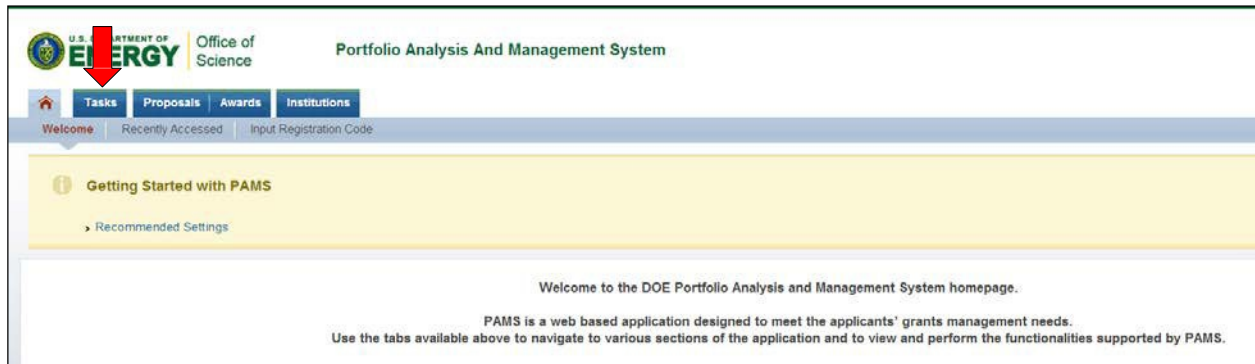 U.S. DEPARTMENT OF
ENERGY
Office of
Science
Portfolio Analysis And Management System
Tasks
Proposals
Awards
Institutions
Welcome
Recently Accessed
Input Registration Code
Getting Started with PAMS
› Recommended Settings
Welcome to the DOE Portfolio Analysis and Management System homepage.
PAMS is a web based application designed to meet the applicants' grants management needs.
Use the tabs available above to navigate to various sections of the application and to view and perform the functionalities supported by PAMS.